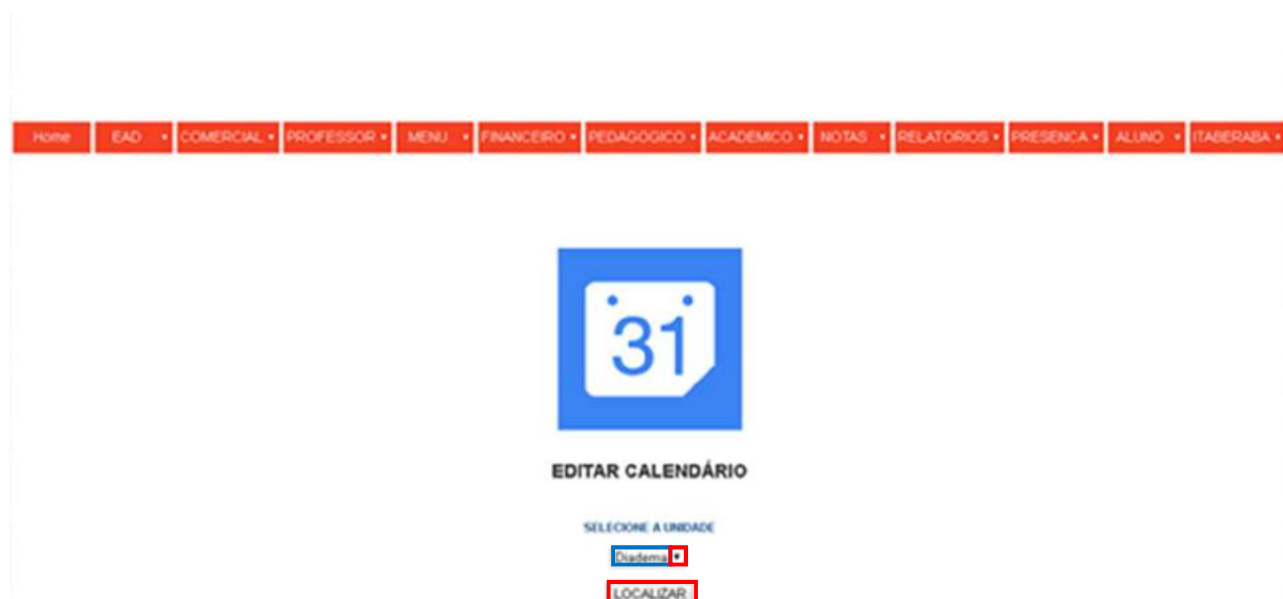 Home EAD COMERCIAL PROFESSOR MENU FINANCEIRO PEDAGOGICO ACADEMICO NOTAS RELATORIOS PRESENCA ALUNO ITABERABA
31
EDITAR CALENDÁRIO
SELECIONE A UNIDADE
Diadema
LOCALIZAR